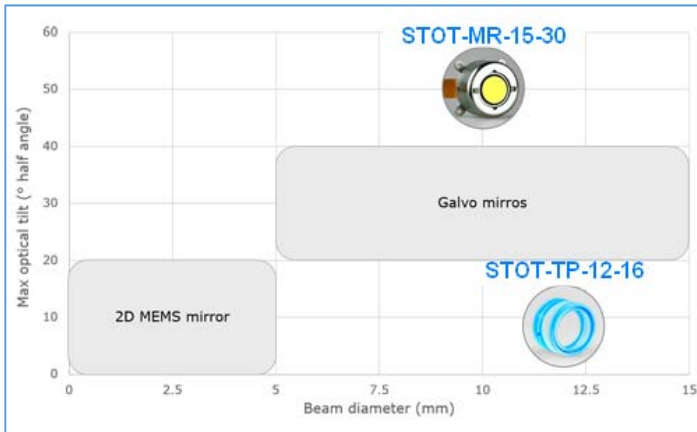 STOT-MR-15-30
Max optical tilt (° half angle)
60
50
40
30
20
10
0
Galvo mirros
STOT-TP-12-16
2D MEMS mirror
0
2.5
5
7.5
10
12.5
15
Beam diameter (mm)